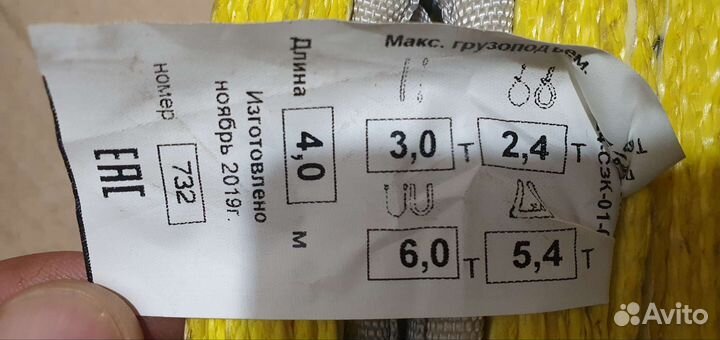 Макс. грузоподъем.
3,0 т
2,4 т
6,0 т
5,4 т
Длина 4,0 м
Изготовлено
ноябрь 2019г.
номер 732
ЕАС
Avito